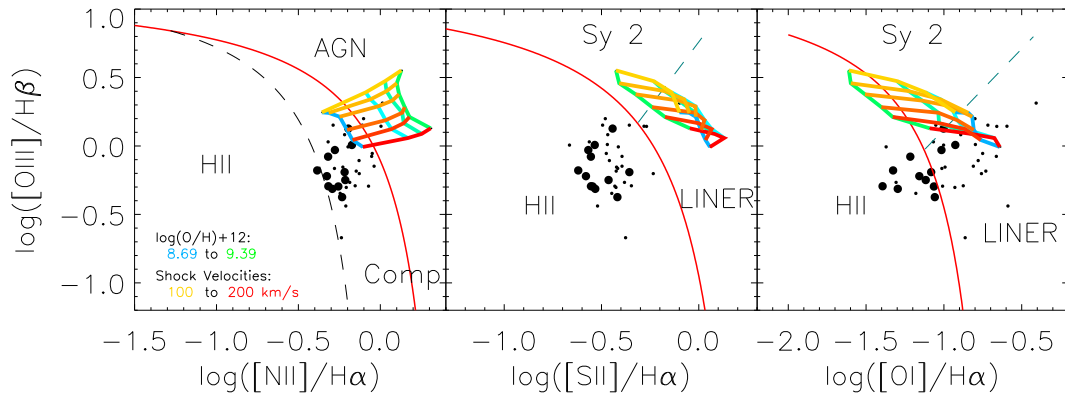 log([OIII]/Hβ)
1.0
0.5
0.0
−0.5
−1.0
AGN
HII
Comp
log(O/H)+12:
8.69 to 9.39
Shock Velocities:
100 to 200 km/s
−1.5 −1.0 −0.5 0.0
log([NII]/Hα)
Sy 2
HII
LINER
−1.0 −0.5 0.0
log([SII]/Hα)
Sy 2
HII
LINER
−2.0 −1.5 −1.0 −0.5
log([OI]/Hα)